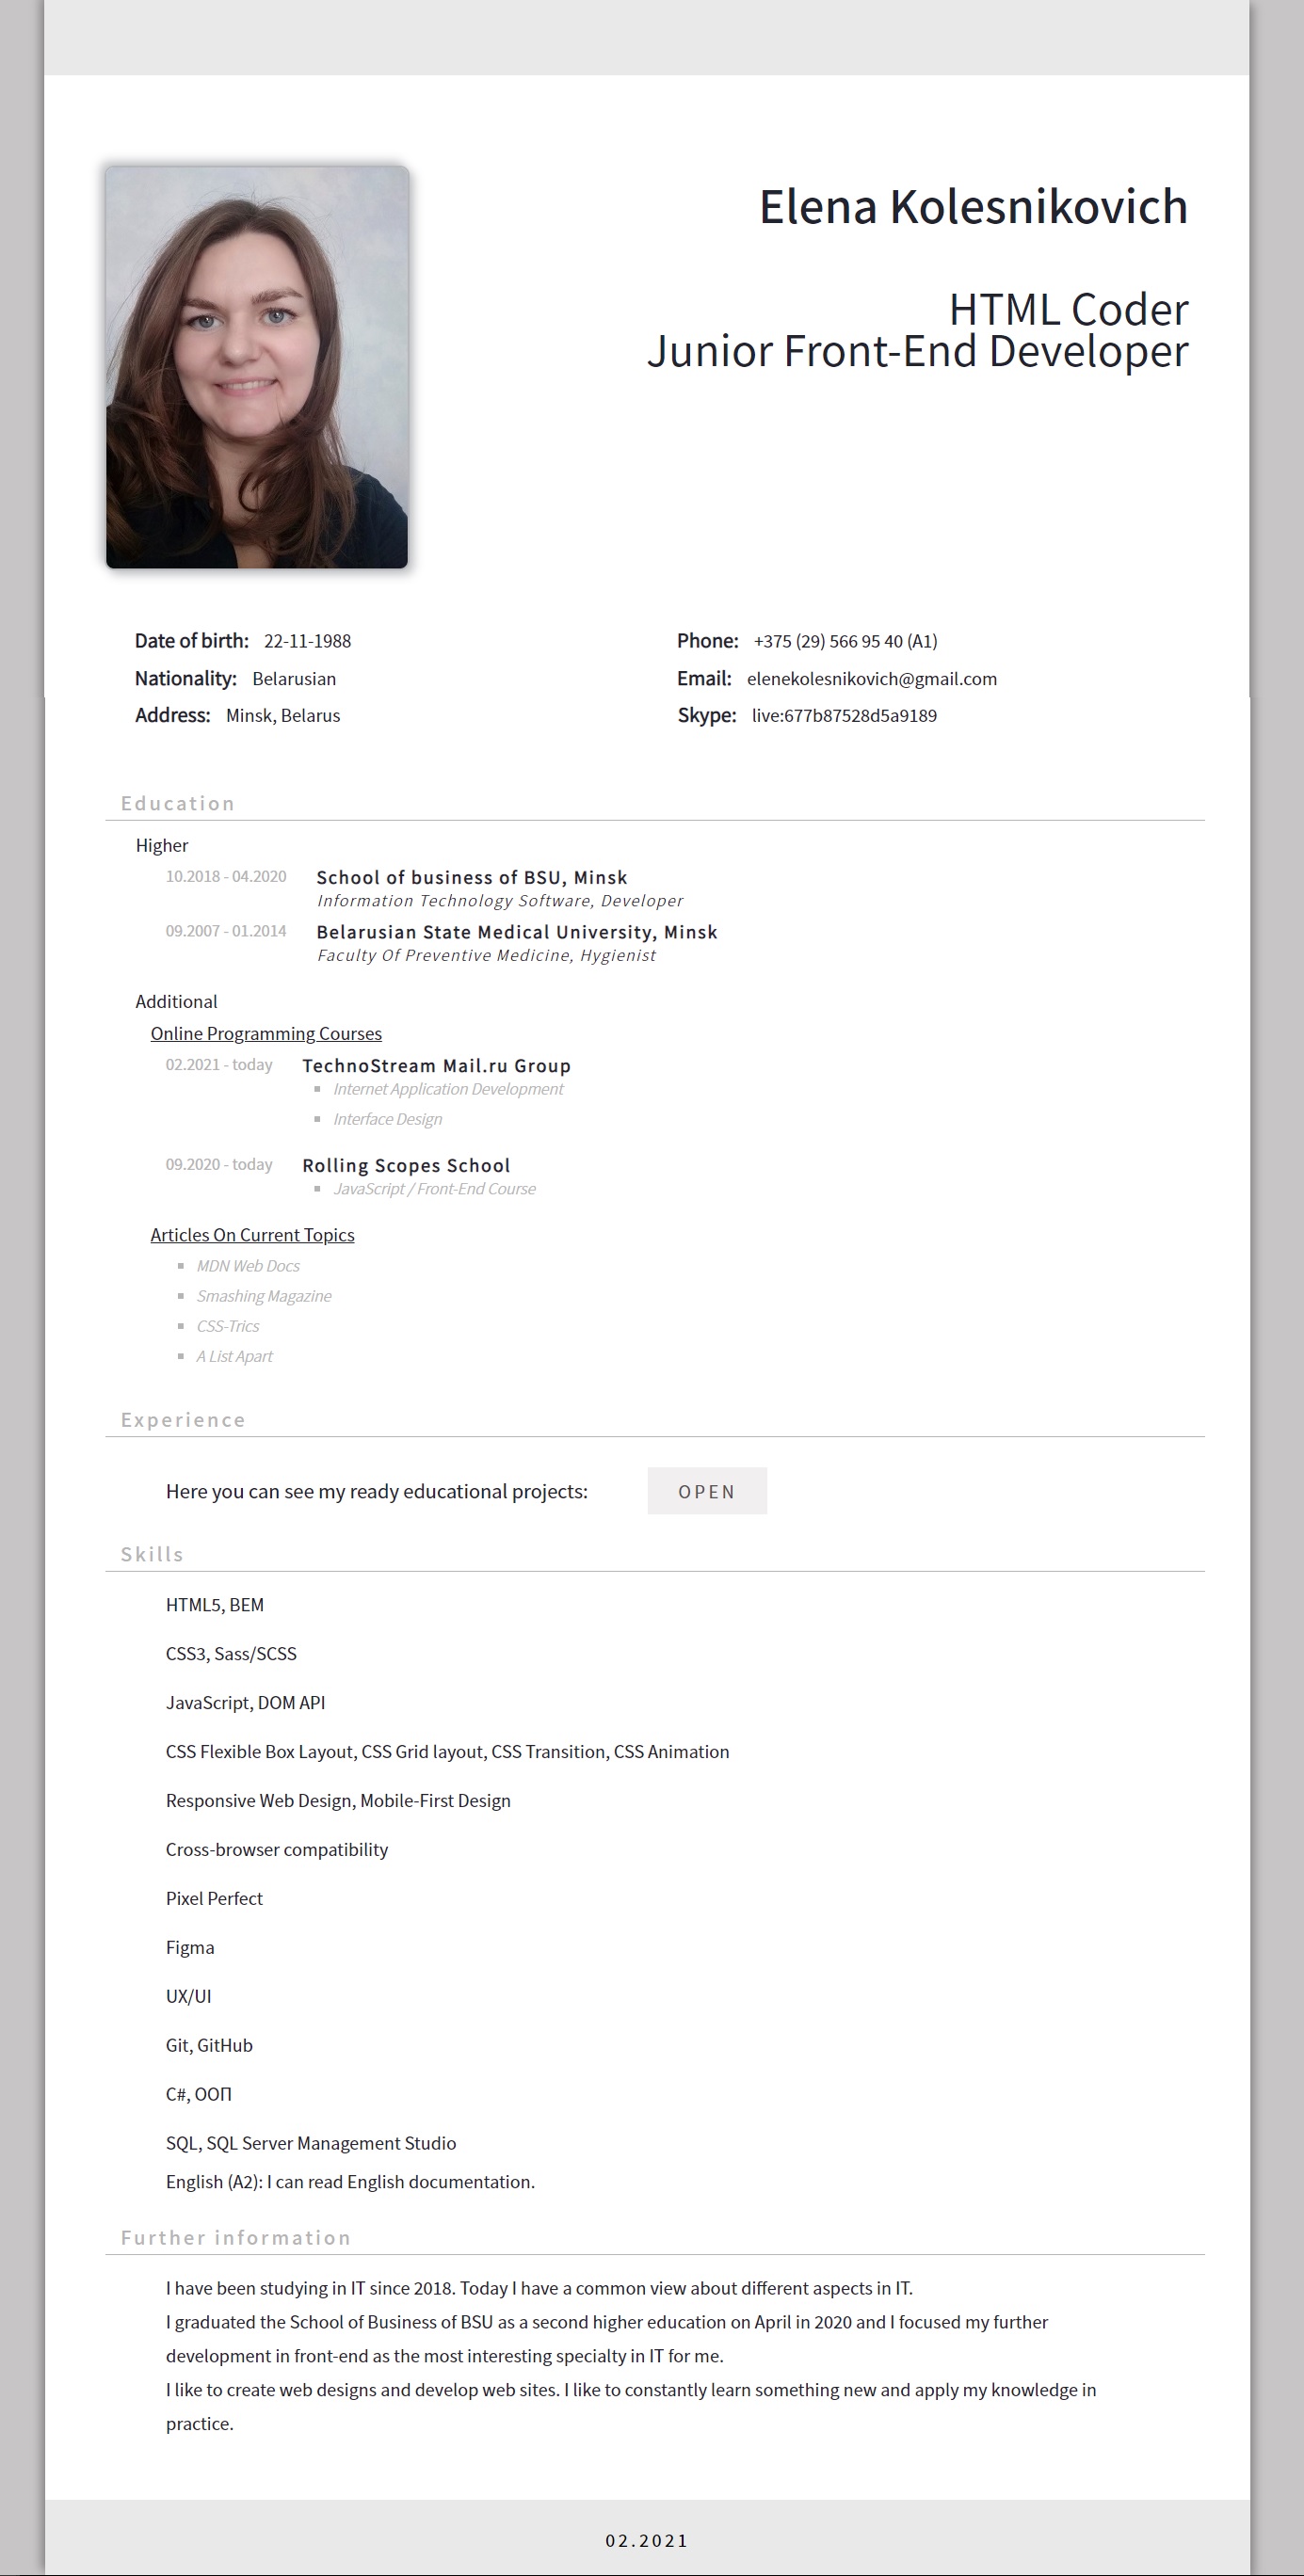 Elena Kolesnikovich
HTML Coder
Junior Front-End Developer
Date of birth: 22-11-1988
Nationality: Belarusian
Address: Minsk, Belarus
Phone: +375 (29) 566 95 40 (A1)
Email: elenekolesnikovich@gmail.com
Skype: live:677b87528d5a9189
Education
Higher
10.2018 - 04.2020 School of business of BSU, Minsk
Information Technology Software, Developer
09.2007 - 01.2014 Belarusian State Medical University, Minsk
Faculty Of Preventive Medicine, Hygienist
Additional
Online Programming Courses
02.2021 - today TechnoStream Mail.ru Group
Internet Application Development
Interface Design
09.2020 - today Rolling Scopes School
JavaScript / Front-End Course
Articles On Current Topics
MDN Web Docs
Smashing Magazine
CSS-Trics
A List Apart
Experience
Here you can see my ready educational projects: OPEN
Skills
HTML5, BEM
CSS3, Sass/SCSS
JavaScript, DOM API
CSS Flexible Box Layout, CSS Grid layout, CSS Transition, CSS Animation
Responsive Web Design, Mobile-First Design
Cross-browser compatibility
Pixel Perfect
Figma
UX/UI
Git, GitHub
C#, ООП
SQL, SQL Server Management Studio
English (A2): I can read English documentation.
Further information
I have been studying in IT since 2018. Today I have a common view about different aspects in IT.
I graduated the School of Business of BSU as a second higher education on April in 2020 and I focused my further
development in front-end as the most interesting specialty in IT for me.
I like to create web designs and develop web sites. I like to constantly learn something new and apply my knowledge in
practice.
02.2021